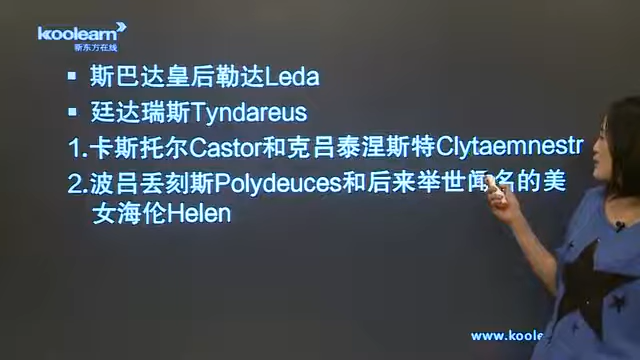 koolearn
新东方在线
▪ 斯巴达皇后勒达Leda
▪ 廷达瑞斯Tyndareus
1.卡斯托尔Castor和克吕泰涅斯特Clytaemnestr
2.波吕丢刻斯Polydeuces和后来举世闻名的美
女海伦Helen
www.koole